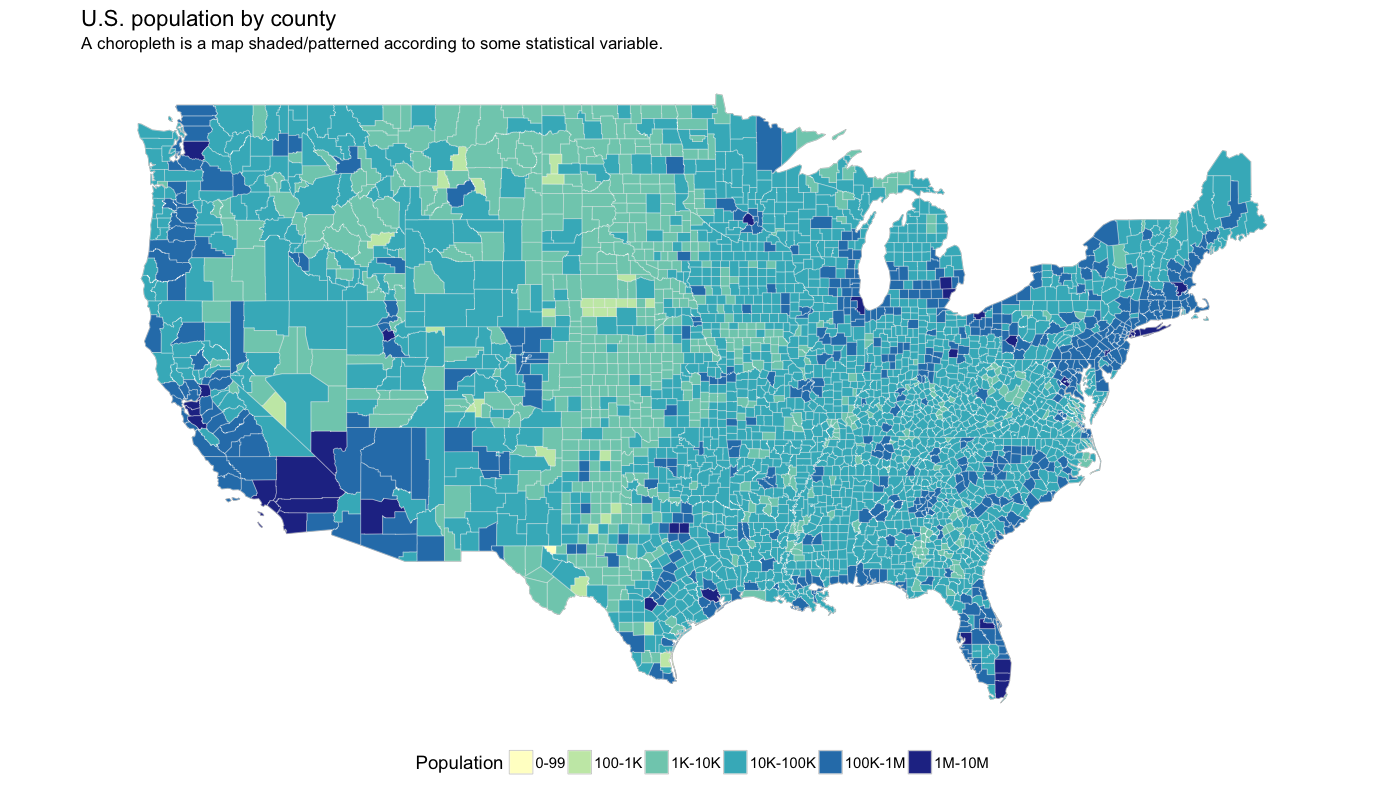 U.S. population by county
A choropleth is a map shaded/patterned according to some statistical variable.
Population 0-99 100-1K 1K-10K 10K-100K 100K-1M 1M-10M